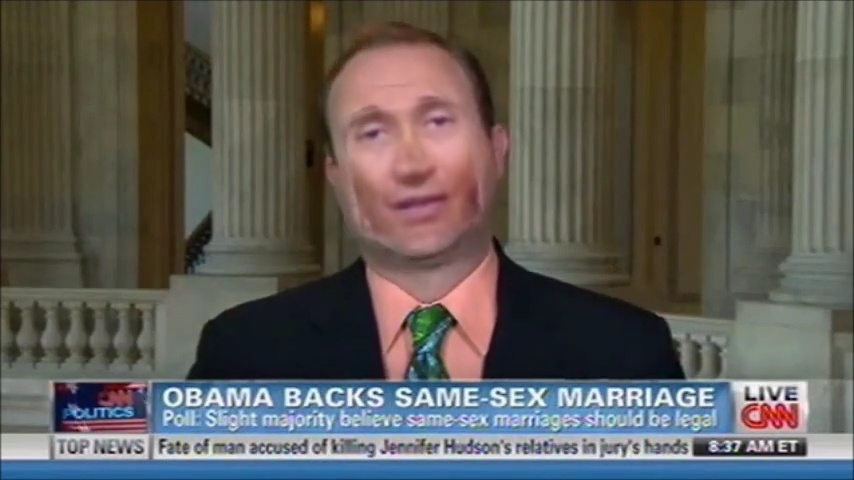 CNN
POLITICS
OBAMA BACKS SAME-SEX MARRIAGE
Poll: Slight majority believe same-sex marriages should be legal
LIVE
CNN
TOP NEWS Fate of man accused of killing Jennifer Hudson's relatives in jury's hands 8:37 AM ET